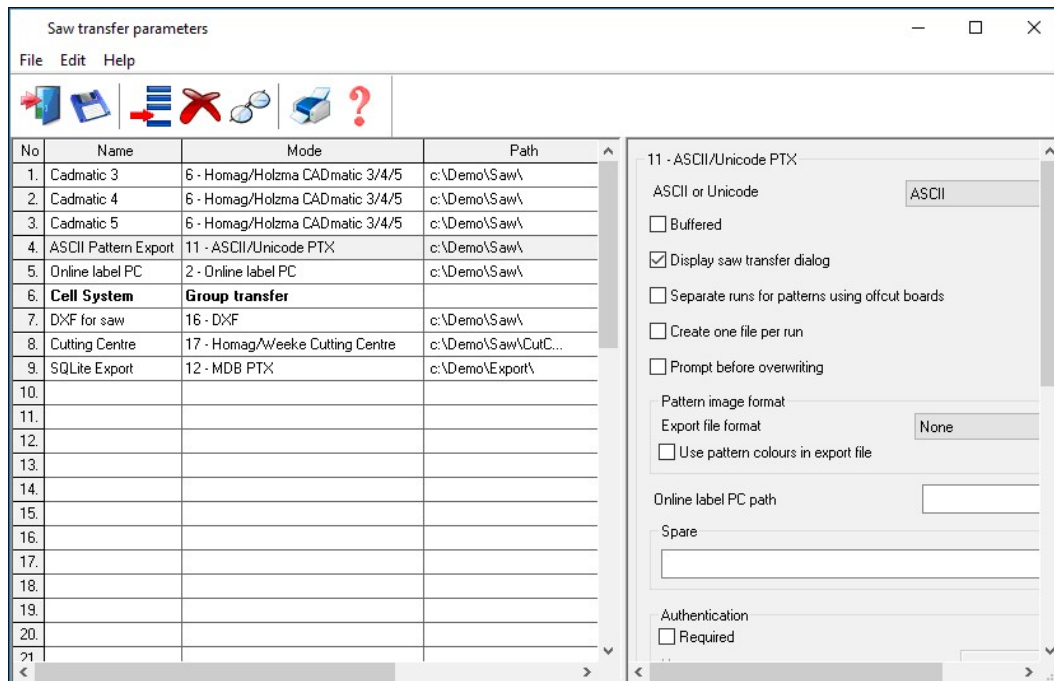 Saw transfer parameters
File Edit Help
No Name Mode Path
1. Cadmatic 3 6 - Homag/Holzma CADmatic 3/4/5 c:\Demo\Saw\
2. Cadmatic 4 6 - Homag/Holzma CADmatic 3/4/5 c:\Demo\Saw\
3. Cadmatic 5 6 - Homag/Holzma CADmatic 3/4/5 c:\Demo\Saw\
4. ASCII Pattern Export 11 - ASCII/Unicode PTX c:\Demo\Saw\
5. Online label PC 2 - Online label PC c:\Demo\Saw\
6. Cell System Group transfer
7. DXF for saw 16 - DXF c:\Demo\Saw\
8. Cutting Centre 17 - Homag/Weeke Cutting Centre c:\Demo\Saw\CutC...
9. SQLite Export 12 - MDB PTX c:\Demo\Export\
10.
11.
12.
13.
14.
15.
16.
17.
18.
19.
20.
21
11 - ASCII/Unicode PTX
ASCII or Unicode ASCII
Buffered
Display saw transfer dialog
Separate runs for patterns using offcut boards
Create one file per run
Prompt before overwriting
Pattern image format
Export file format None
Use pattern colours in export file
Online label PC path
Spare
Authentication
Required